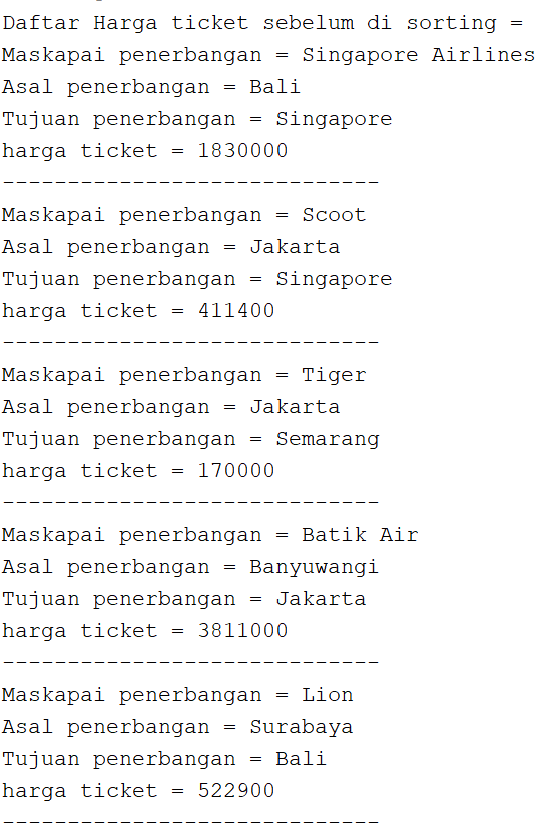 Daftar Harga ticket sebelum di sorting =
Maskapai penerbangan = Singapore Airlines
Asal penerbangan = Bali
Tujuan penerbangan = Singapore
harga ticket = 1830000
-----------------------------
Maskapai penerbangan = Scoot
Asal penerbangan = Jakarta
Tujuan penerbangan = Singapore
harga ticket = 411400
-----------------------------
Maskapai penerbangan = Tiger
Asal penerbangan = Jakarta
Tujuan penerbangan = Semarang
harga ticket = 170000
-----------------------------
Maskapai penerbangan = Batik Air
Asal penerbangan = Banyuwangi
Tujuan penerbangan = Jakarta
harga ticket = 3811000
-----------------------------
Maskapai penerbangan = Lion
Asal penerbangan = Surabaya
Tujuan penerbangan = Bali
harga ticket = 522900
-----------------------------